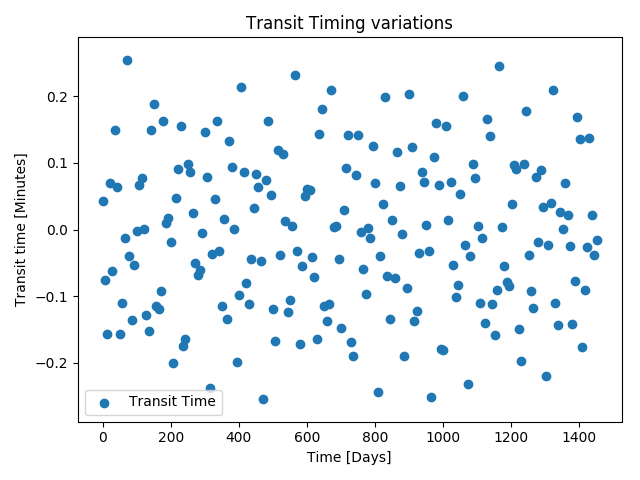 Transit Timing variations
Transit time [Minutes]
0.2
0.1
0.0
−0.1
−0.2
Transit Time
0 200 400 600 800 1000 1200 1400
Time [Days]